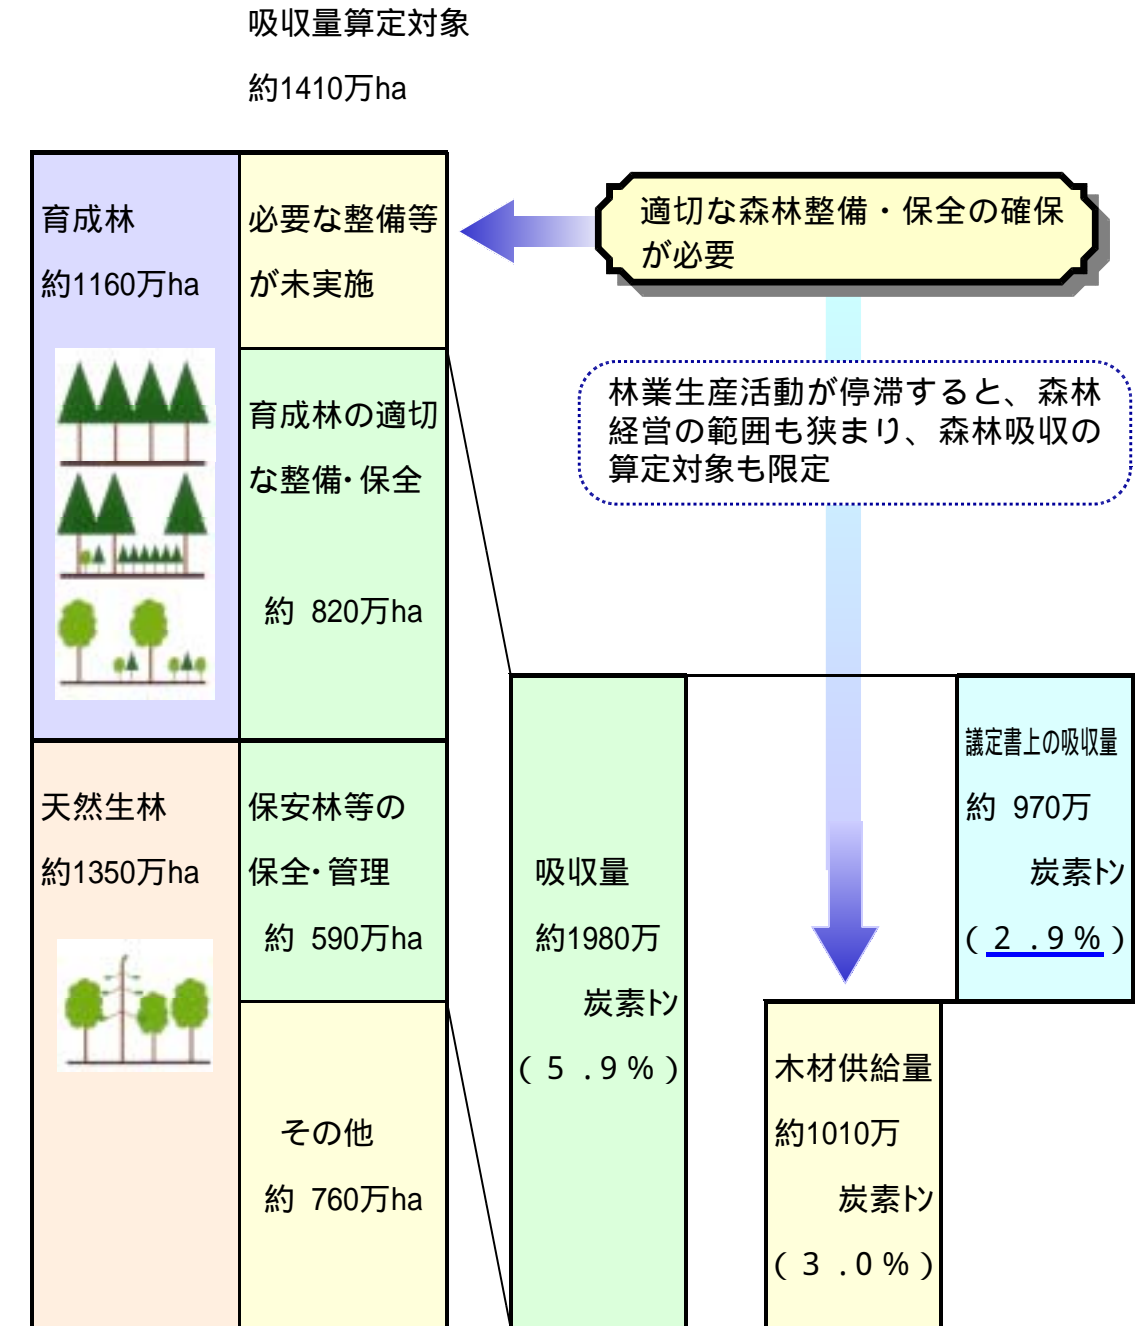 吸収量算定対象
約1410万ha
育成林
約1160万ha
必要な整備等
が未実施
適切な森林整備・保全の確保
が必要
林業生産活動が停滞すると、森林
経営の範囲も狭まり、森林吸収の
算定対象も限定
育成林の適切
な整備・保全
約 820万ha
天然生林
約1350万ha
保安林等の
保全・管理
約 590万ha
その他
約 760万ha
吸収量
約1980万
炭素トン
(5.9%)
議定書上の吸収量
約 970万
炭素トン
(2.9%)
木材供給量
約1010万
炭素トン
(3.0%)